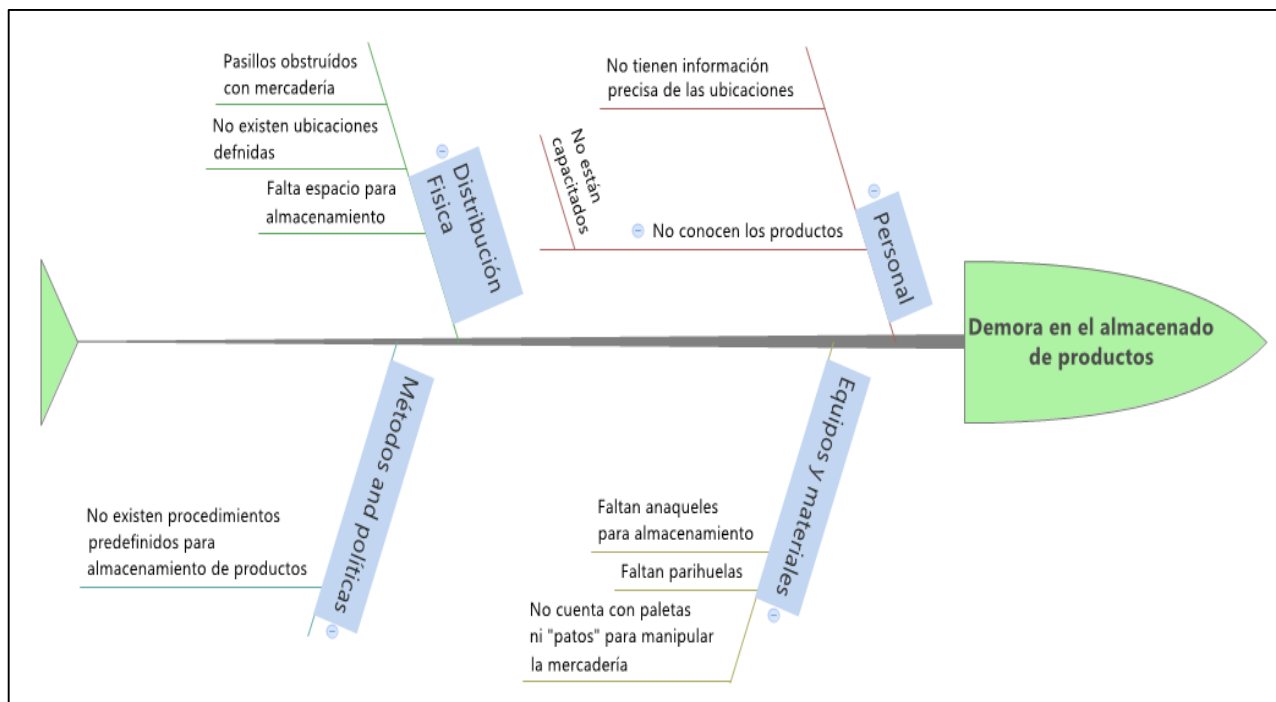 Pasillos obstruídos
con mercadería
No existen ubicaciones
defnidas
Falta espacio para
almacenamiento
Distribución
Fisica
No tienen información
precisa de las ubicaciones
No están
capacitados
No conocen los productos
Personal
Demora en el almacenado
de productos
No existen procedimientos
predefinidos para
almacenamiento de productos
Métodos and políticas
Faltan anaqueles
para almacenamiento
Faltan parihuelas
No cuenta con paletas
ni "patos" para manipular
la mercadería
Equipos y materiales